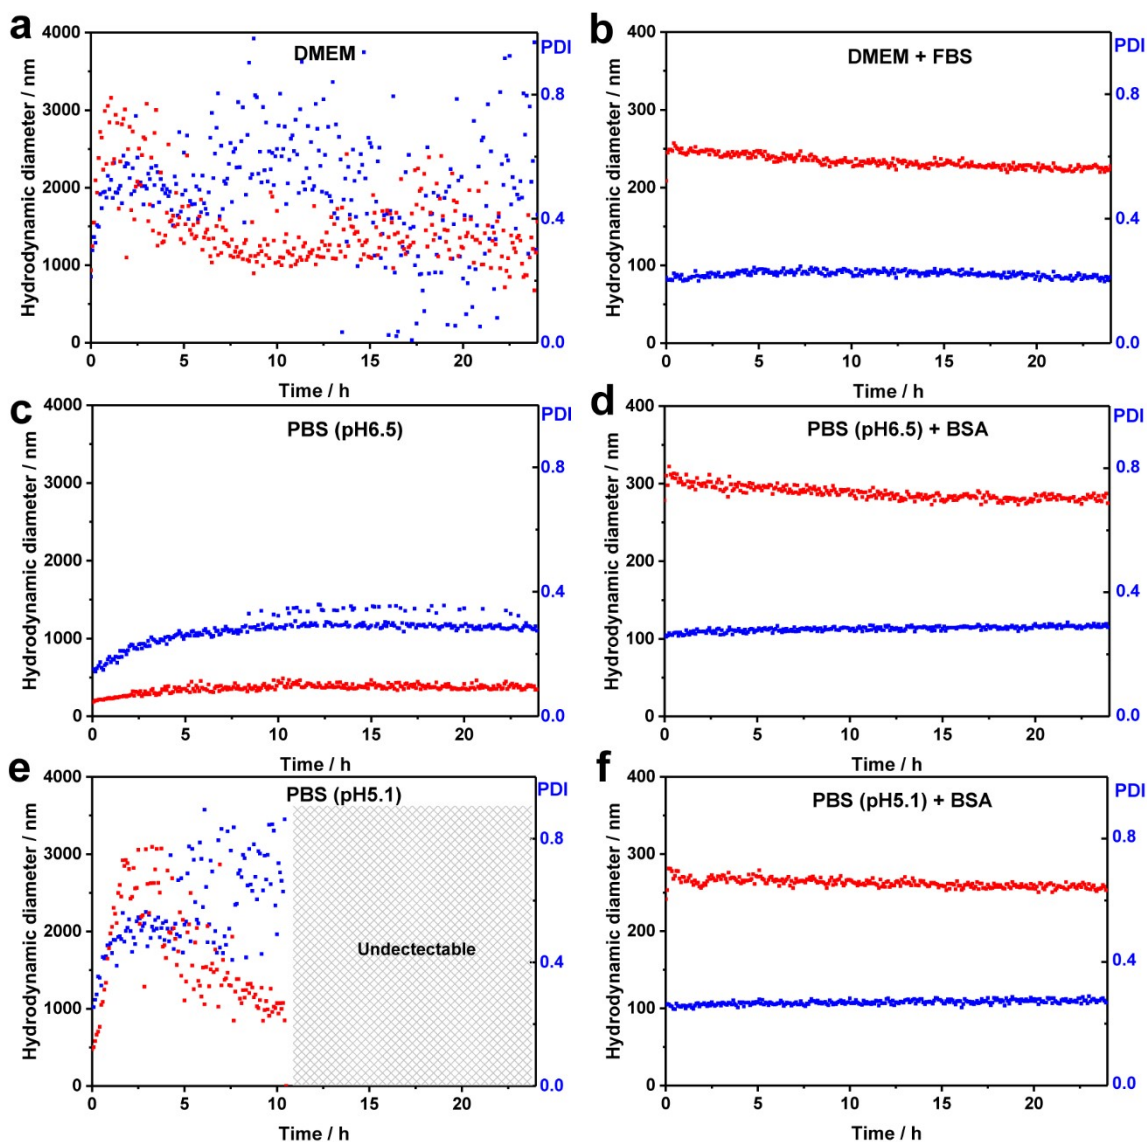 a
DMEM
PDI
Hydrodynamic diameter / nm
4000
3000
2000
1000
0
0.8
0.4
0.0
0 5 10 15 20
Time / h
b
DMEM + FBS
PDI
Hydrodynamic diameter / nm
400
300
200
100
0
0.8
0.4
0.0
0 5 10 15 20
Time / h
c
PBS (pH6.5)
PDI
Hydrodynamic diameter / nm
4000
3000
2000
1000
0
0.8
0.4
0.0
0 5 10 15 20
Time / h
d
PBS (pH6.5) + BSA
PDI
Hydrodynamic diameter / nm
400
300
400
100
0
0.8
0.4
0.0
0 5 10 15 20
Time / h
e
PBS (pH5.1)
PDI
Hydrodynamic diameter / nm
4000
3000
2000
1000
0
0.8
0.4
0.0
Undectectable
0 5 10 15 20
Time / h
f
PBS (pH5.1) + BSA
PDI
Hydrodynamic diameter / nm
400
300
200
100
0
0.8
0.4
0.0
0 5 10 15 20
Time / h